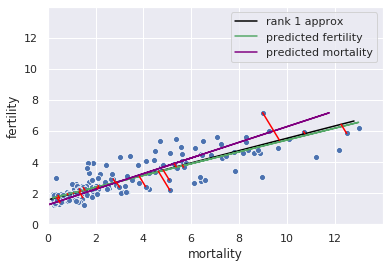 rank 1 approx
predicted fertility
predicted mortality
14
12
10
8
6
4
2
0
fertility
0 2 4 6 8 10 12
mortality